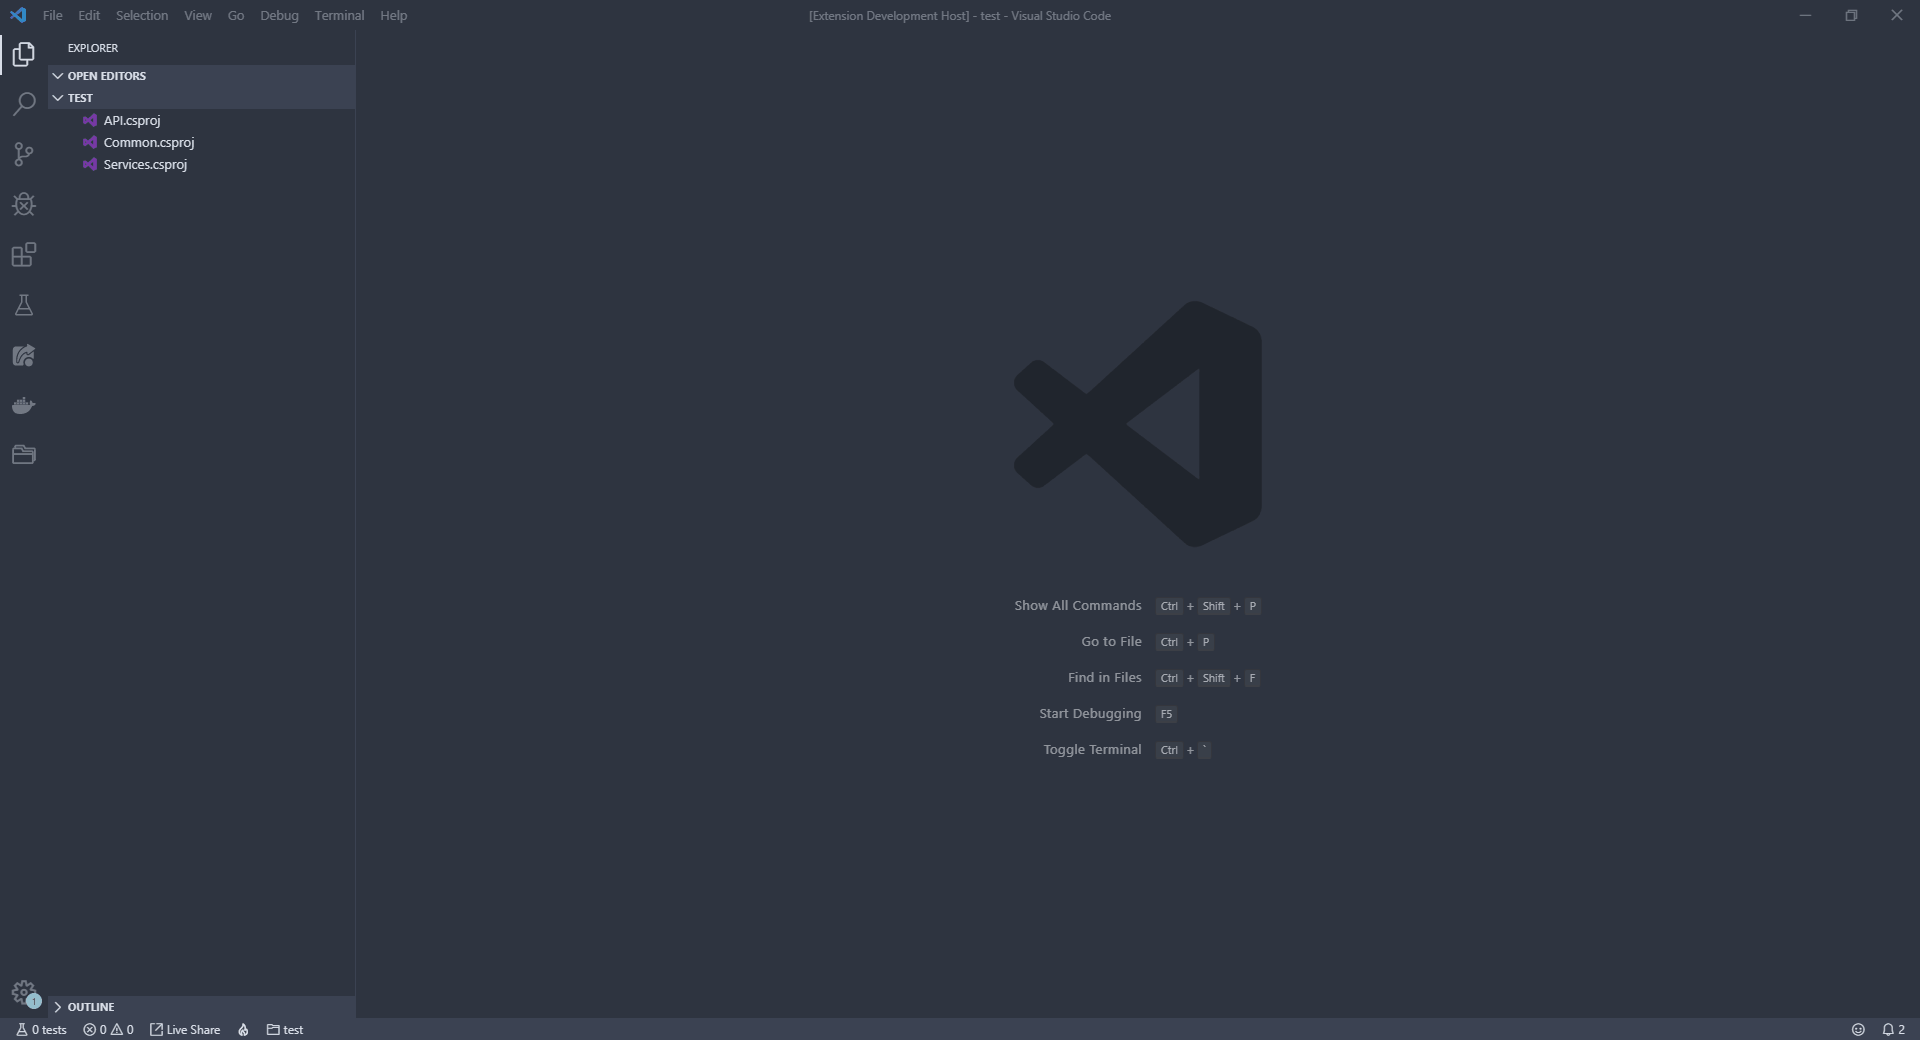 File Edit Selection View Go Debug Terminal Help
[Extension Development Host] - test - Visual Studio Code
EXPLORER
OPEN EDITORS
TEST
API.csproj
Common.csproj
Services.csproj
Show All Commands Ctrl + Shift + P
Go to File Ctrl + P
Find in Files Ctrl + Shift + F
Start Debugging F5
Toggle Terminal Ctrl + `
1
OUTLINE
0 tests 0 0 Live Share test 2